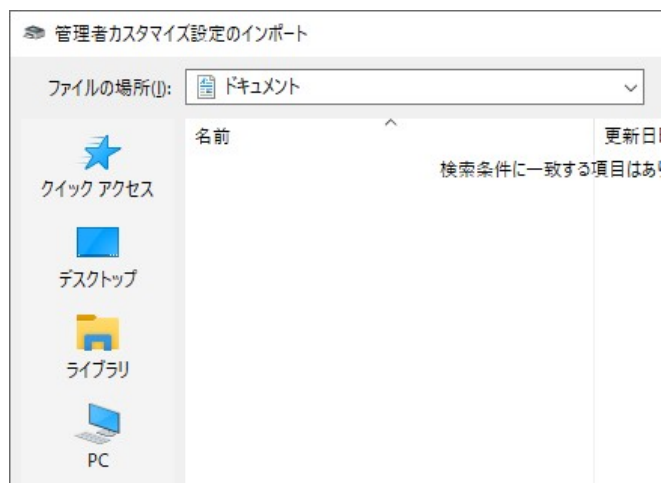 管理者カスタマイズ設定のインポート
ファイルの場所(I):
ドキュメント
名前
更新日
検索条件に一致する項目はあり
クイック アクセス
デスクトップ
ライブラリ
PC